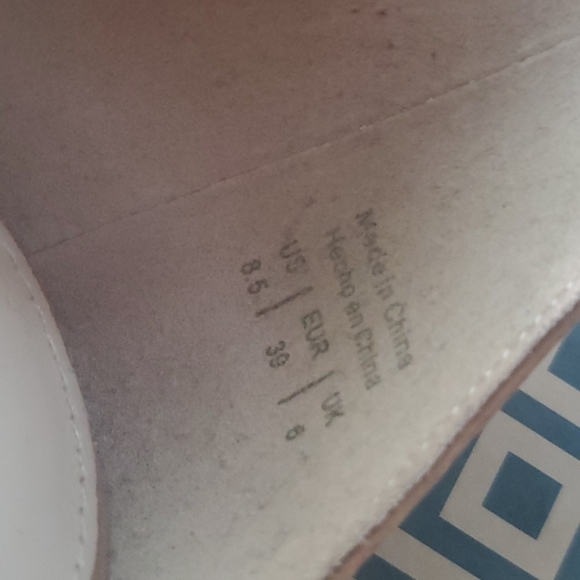 Made in China
Hecho en China
US | EUR | UK
8.5 | 39 | 6